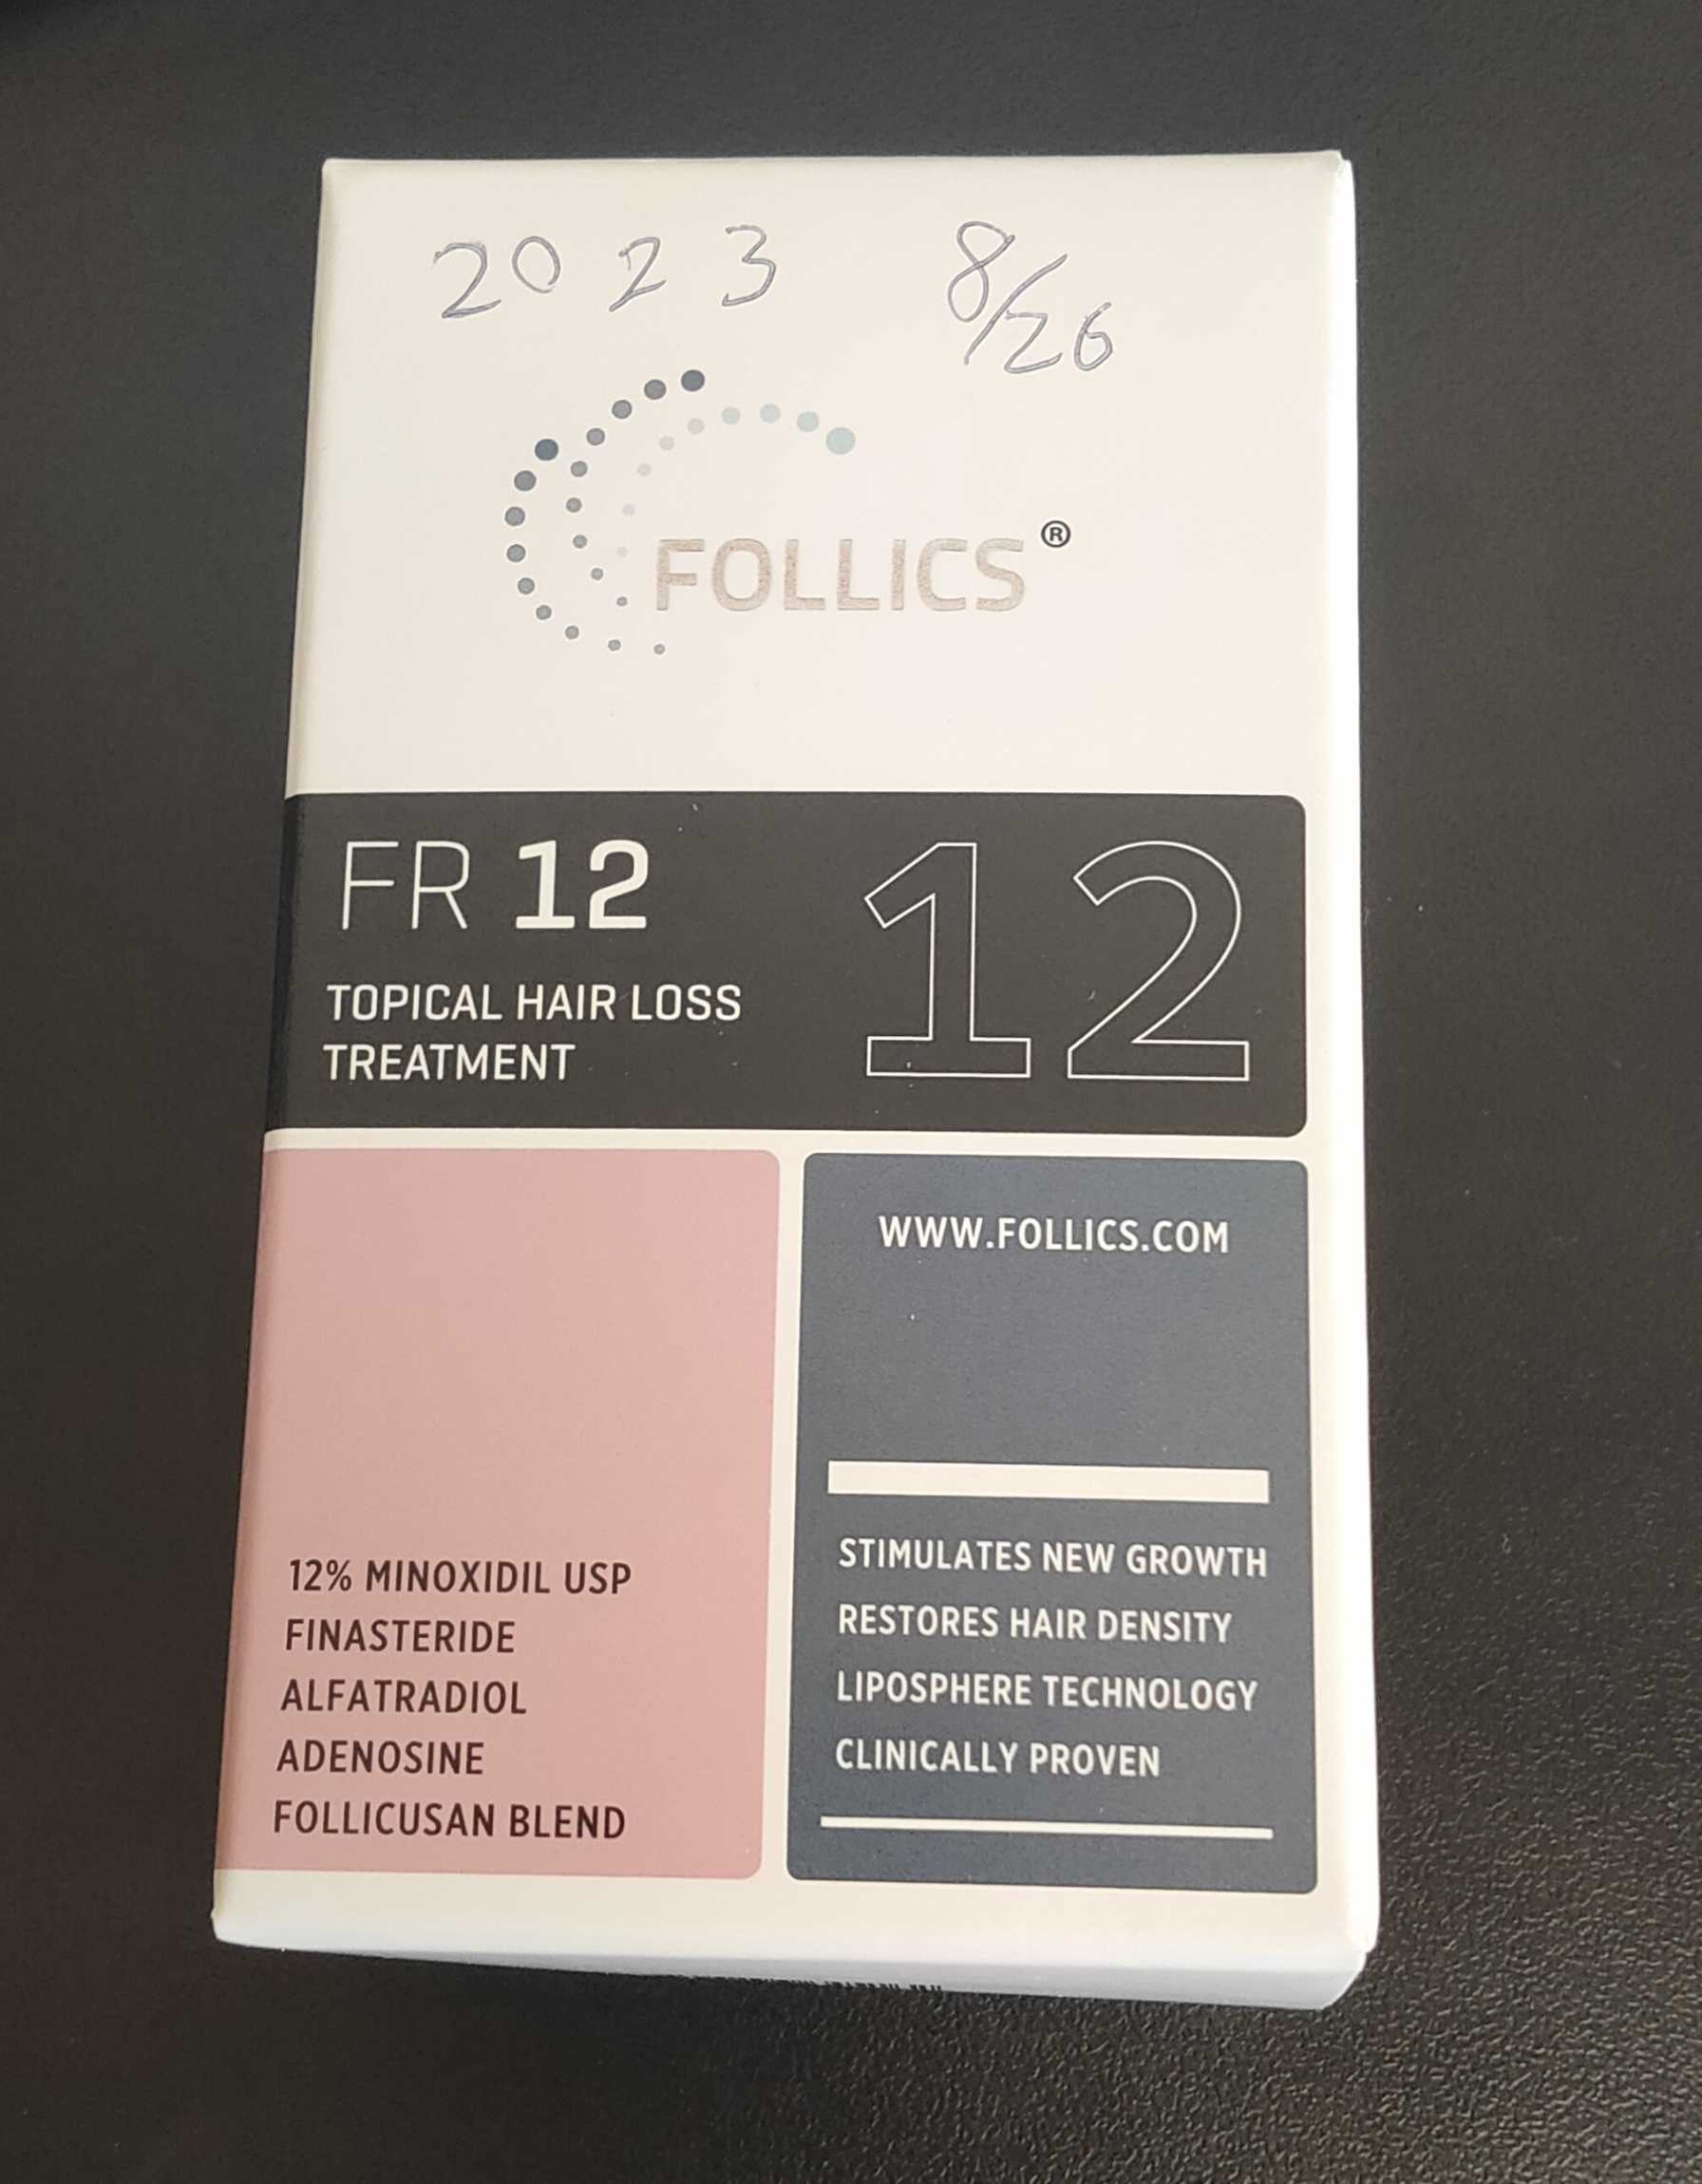 2023 8/26
FOLLICS®
FR 12
12
TOPICAL HAIR LOSS
TREATMENT
12% MINOXIDIL USP
FINASTERIDE
ALFATRADIOL
ADENOSINE
FOLLICUSAN BLEND
WWW.FOLLICS.COM
STIMULATES NEW GROWTH
RESTORES HAIR DENSITY
LIPOSPHERE TECHNOLOGY
CLINICALLY PROVEN